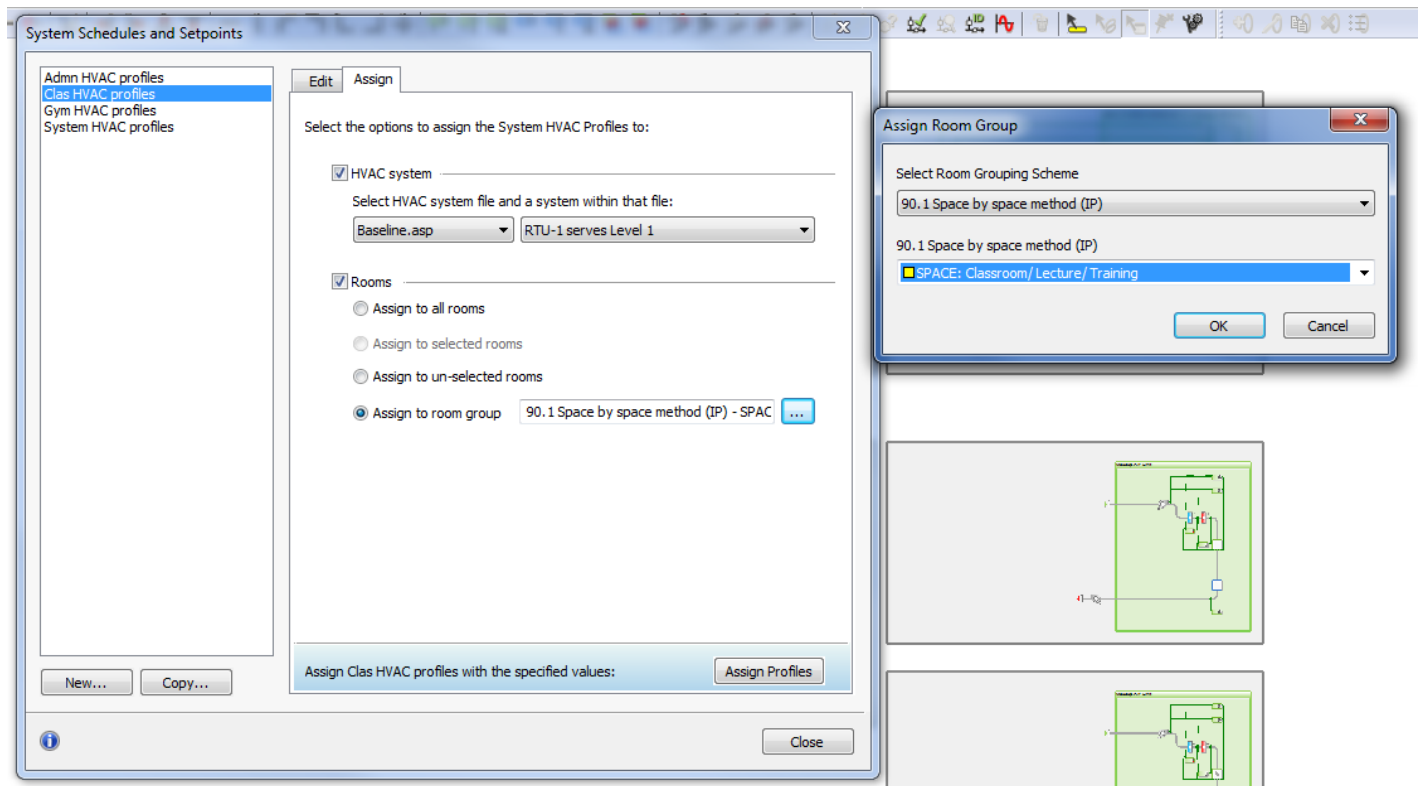 System Schedules and Setpoints
Admn HVAC profiles
Clas HVAC profiles
Gym HVAC profiles
System HVAC profiles
New...
Copy...
Edit
Assign
Select the options to assign the System HVAC Profiles to:
HVAC system
Select HVAC system file and a system within that file:
Baseline.asp
RTU-1 serves Level 1
Rooms
Assign to all rooms
Assign to selected rooms
Assign to un-selected rooms
Assign to room group
90.1 Space by space method (IP) - SPAC
...
Assign Clas HVAC profiles with the specified values:
Assign Profiles
Close
Assign Room Group
Select Room Grouping Scheme
90.1 Space by space method (IP)
90.1 Space by space method (IP)
SPACE: Classroom/ Lecture/ Training
OK
Cancel